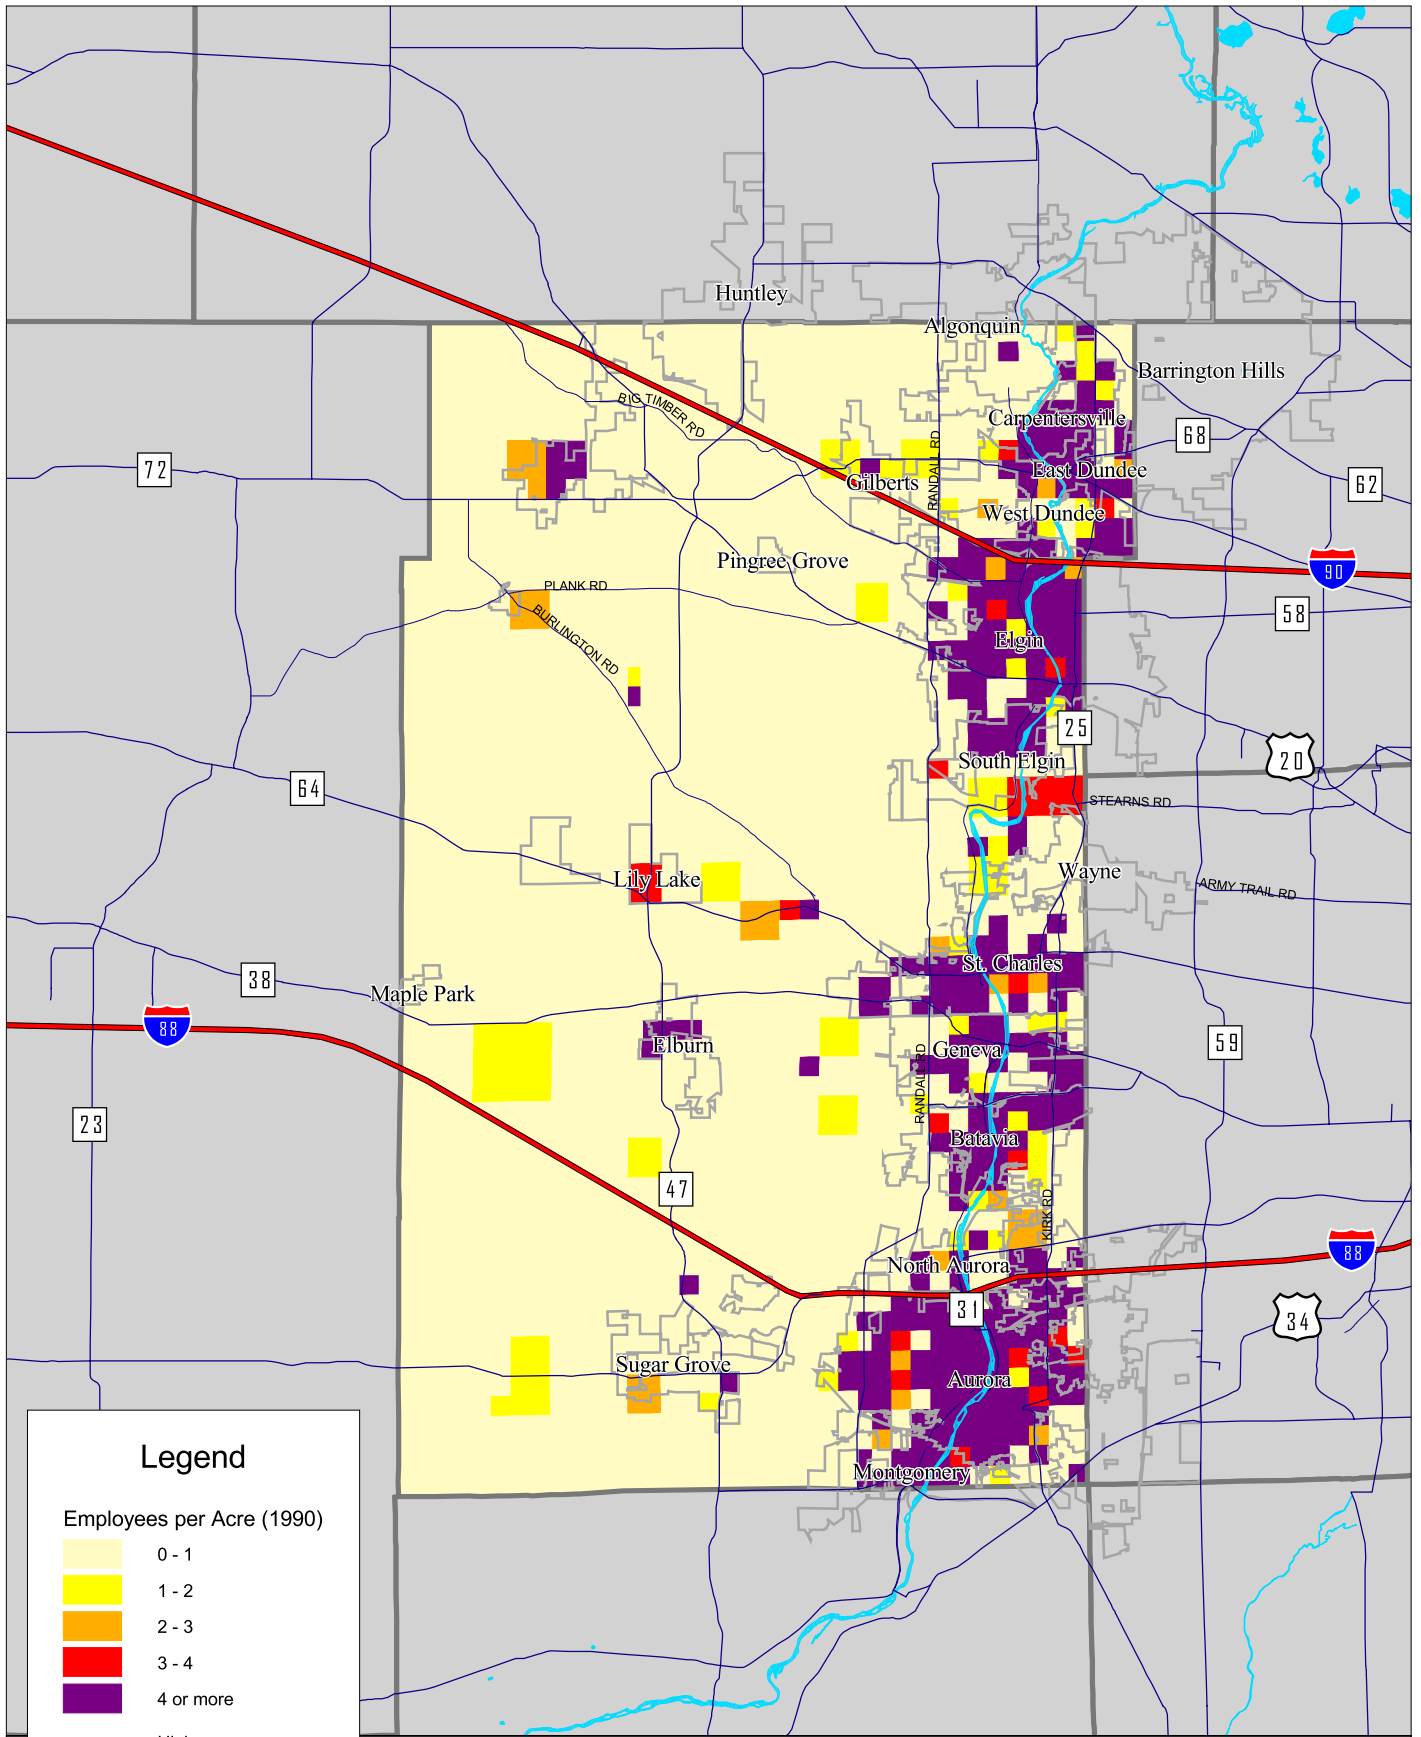 Huntley
Algonquin
Barrington Hills
BIG TIMBER RD
Carpentersville
68
RANDALL RD
72
East Dundee
62
Gilberts
West Dundee
Pingree Grove
90
PLANK RD
58
BURLINGTON RD
Elgin
25
20
South Elgin
64
STEARNS RD
Wayne
Lily Lake
ARMY TRAIL RD
St. Charles
38
Maple Park
88
Elburn
Geneva
59
RANDALL RD
23
Batavia
47
KIRK RD
88
North Aurora
31
34
Sugar Grove
Aurora
Montgomery
Legend
Employees per Acre (1990)
0 - 1
1 - 2
2 - 3
3 - 4
4 or more